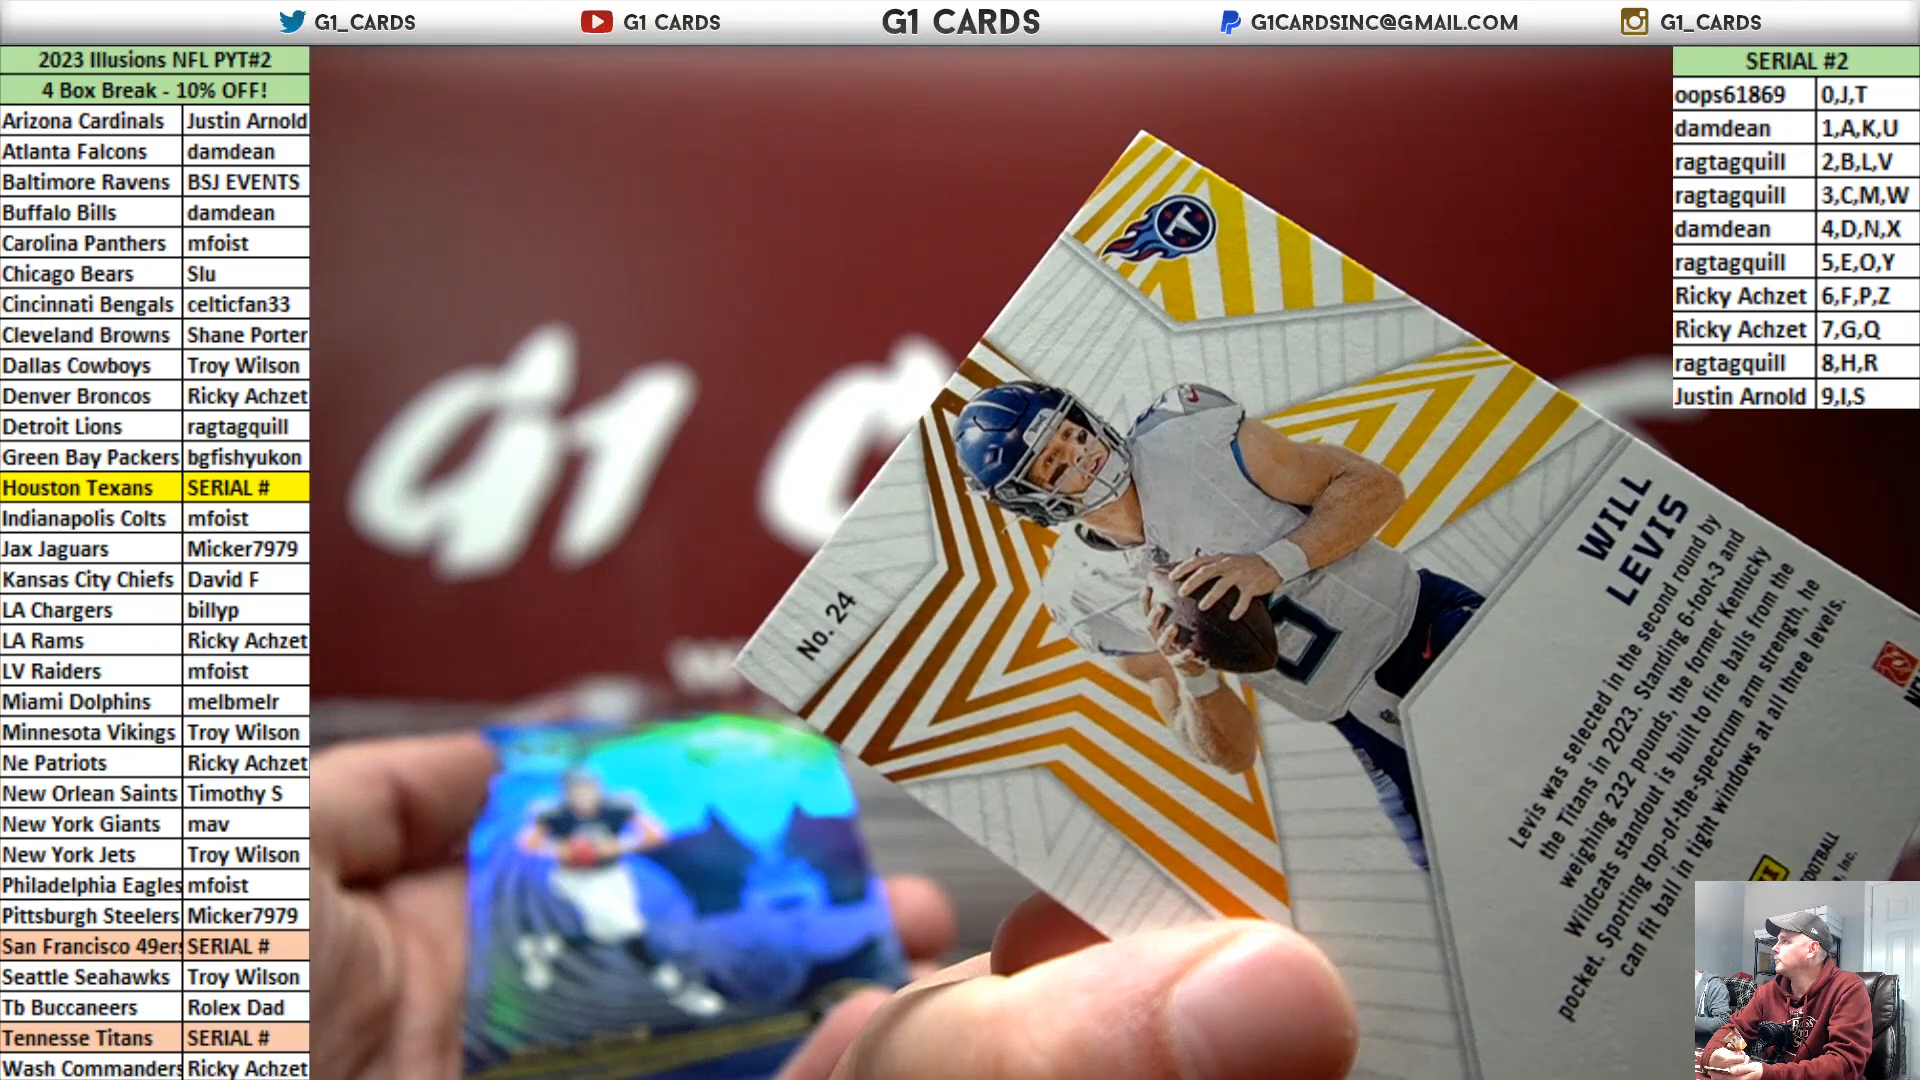 G1_CARDS
G1 CARDS
G1 CARDS
G1CARDSINC@GMAIL.COM
G1_CARDS
2023 Illusions NFL PYT#2
4 Box Break - 10% OFF!
Arizona Cardinals Justin Arnold
Atlanta Falcons damdean
Baltimore Ravens BSJ EVENTS
Buffalo Bills damdean
Carolina Panthers mfoist
Chicago Bears Slu
Cincinnati Bengals celticfan33
Cleveland Browns Shane Porter
Dallas Cowboys Troy Wilson
Denver Broncos Ricky Achzet
Detroit Lions ragtagquill
Green Bay Packers bgfishyukon
Houston Texans SERIAL #
Indianapolis Colts mfoist
Jax Jaguars Micker7979
Kansas City Chiefs David F
LA Chargers billyp
LA Rams Ricky Achzet
LV Raiders mfoist
Miami Dolphins melbmelr
Minnesota Vikings Troy Wilson
Ne Patriots Ricky Achzet
New Orlean Saints Timothy S
New York Giants mav
New York Jets Troy Wilson
Philadelphia Eagles mfoist
Pittsburgh Steelers Micker7979
San Francisco 49ers SERIAL #
Seattle Seahawks Troy Wilson
Tb Buccaneers Rolex Dad
Tennesse Titans SERIAL #
Wash Commanders Ricky Achzet
SERIAL #2
oops61869 0,J,T
damdean 1,A,K,U
ragtagquill 2,B,L,V
ragtagquill 3,C,M,W
damdean 4,D,N,X
ragtagquill 5,E,O,Y
Ricky Achzet 6,F,P,Z
Ricky Achzet 7,G,Q
ragtagquill 8,H,R
Justin Arnold 9,I,S
G1 C
T
No. 24
8
WILL
LEVIS
Levis was selected in the second round by
the Titans in 2023. Standing 6-foot-3 and
weighing 232 pounds, the former Kentucky
Wildcats standout is built to fire balls from the
pocket. Sporting top-of-the-spectrum arm strength, he
can fit ball in tight windows at all three levels.
FOOTBALL
Inc.